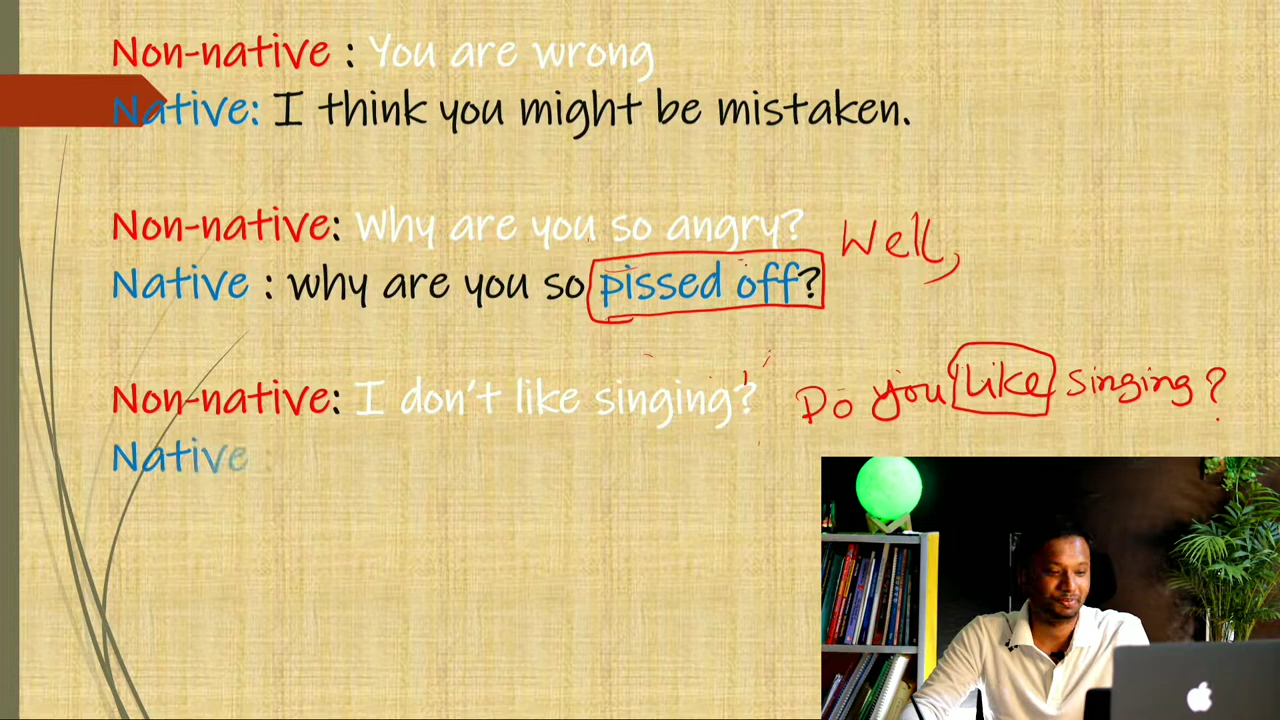 Non-native : You are wrong
Native: I think you might be mistaken.
Non-native: Why are you so angry?
Well,
Native : why are you so pissed off?
Non-native: I don't like singing?
Do you like singing?
Native